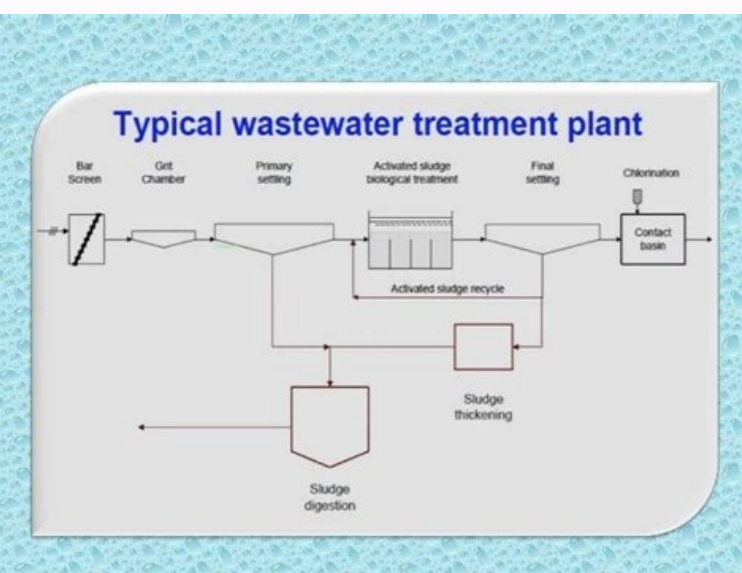 Typical wastewater treatment plant
Bar
Screen
Grit
Chamber
Primary
settling
Activated sludge
biological treatment
Final
settling
Chlorination
Contact
basin
Activated sludge recycle
Sludge
thickening
Sludge
digestion